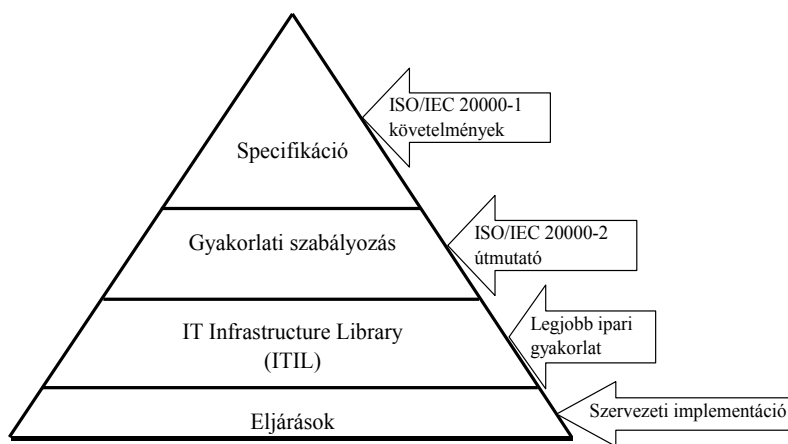 ISO/IEC 20000-1
követelmények
Specifikáció
ISO/IEC 20000-2
útmutató
Gyakorlati szabályozás
Legjobb ipari
gyakorlat
IT Infrastructure Library
(ITIL)
Szervezeti implementáció
Eljárások